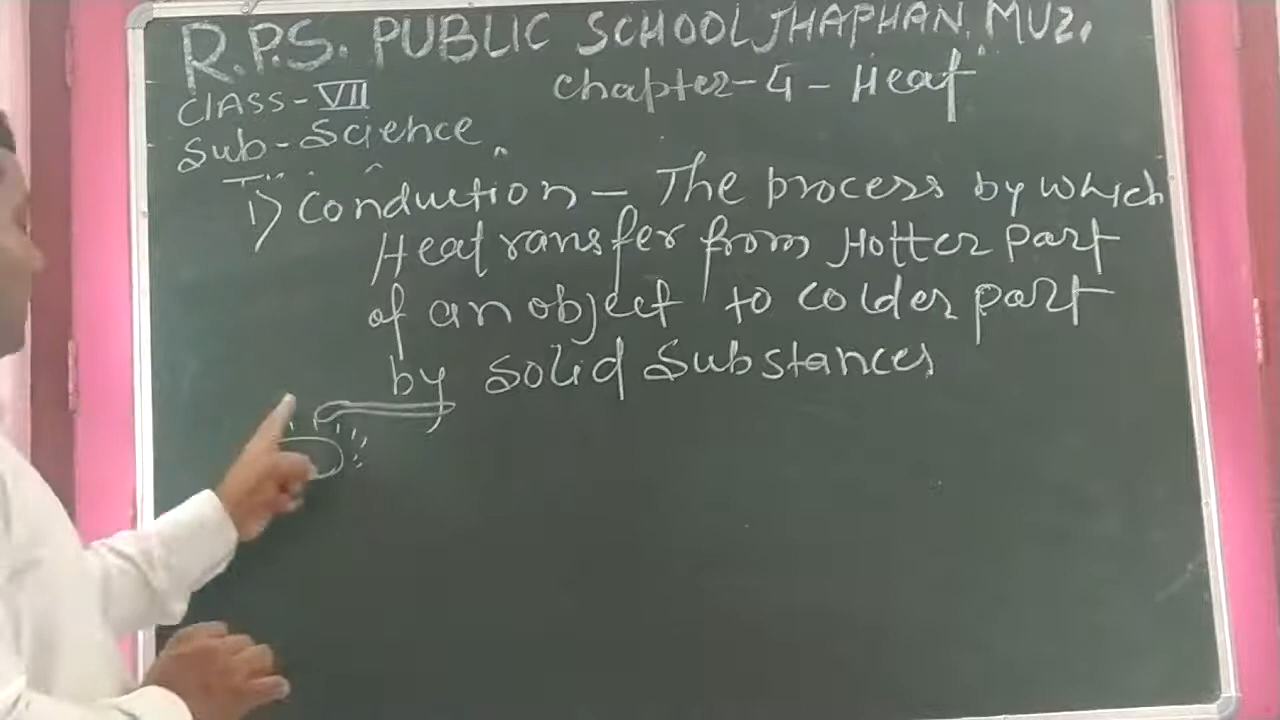 R.P.S. PUBLIC SCHOOL JHAPHAN. MUZ.
Chapter-4-Heat
CLASS-VII
Sub-Science
1) Conduction - The process by which
Heat ransfer from Hotter part
of an object to colder part
by solid substances